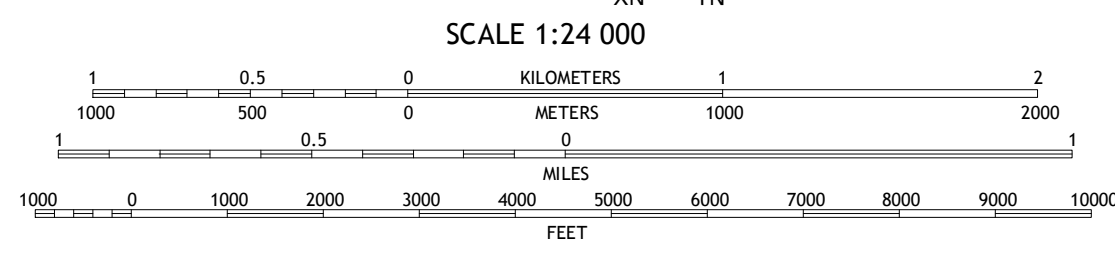 SCALE 1:24 000
1 0.5 0 KILOMETERS 1 2
1000 500 0 METERS 1000 2000
1 0.5 0 1
MILES
1000 0 1000 2000 3000 4000 5000 6000 7000 8000 9000 10000
FEET